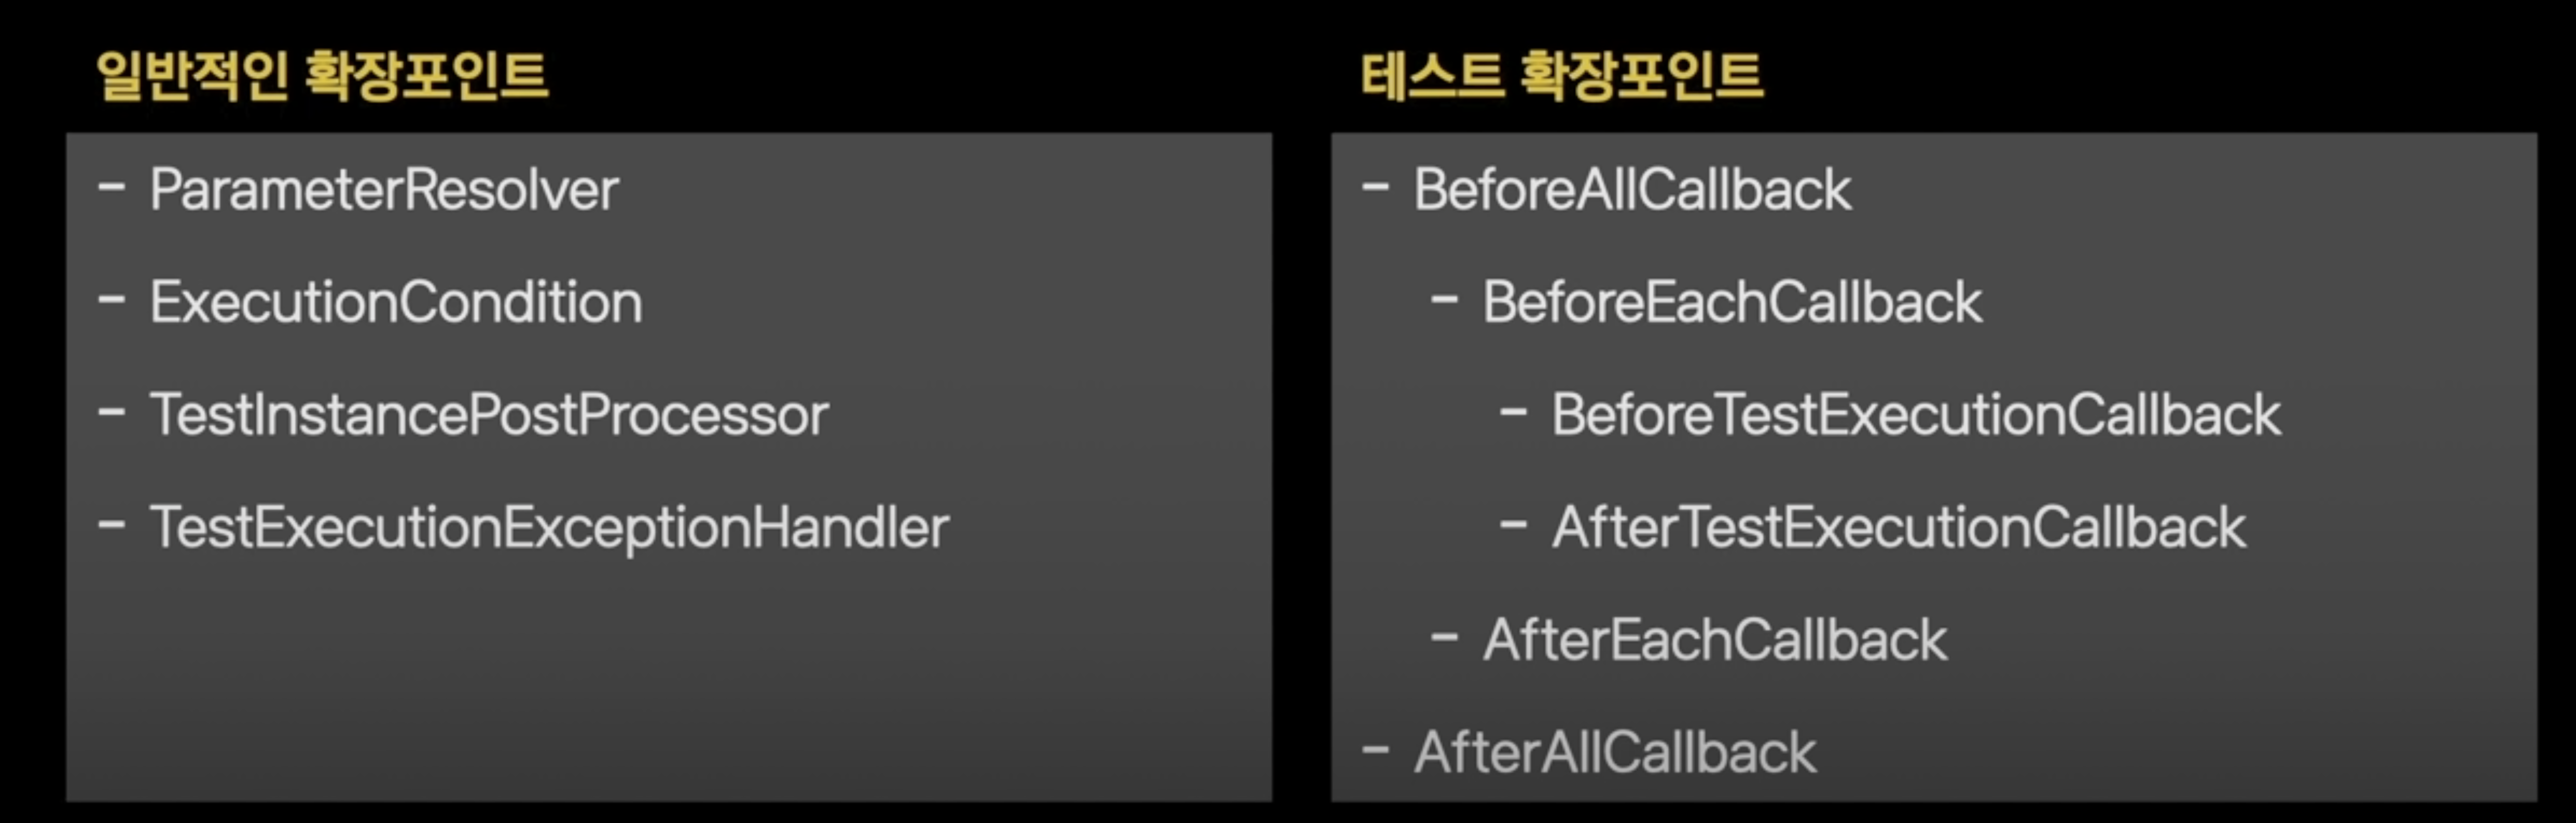 일반적인 확장포인트
- ParameterResolver
- ExecutionCondition
- TestInstancePostProcessor
- TestExecutionExceptionHandler
테스트 확장포인트
- BeforeAllCallback
- BeforeEachCallback
- BeforeTestExecutionCallback
- AfterTestExecutionCallback
- AfterEachCallback
- AfterAllCallback